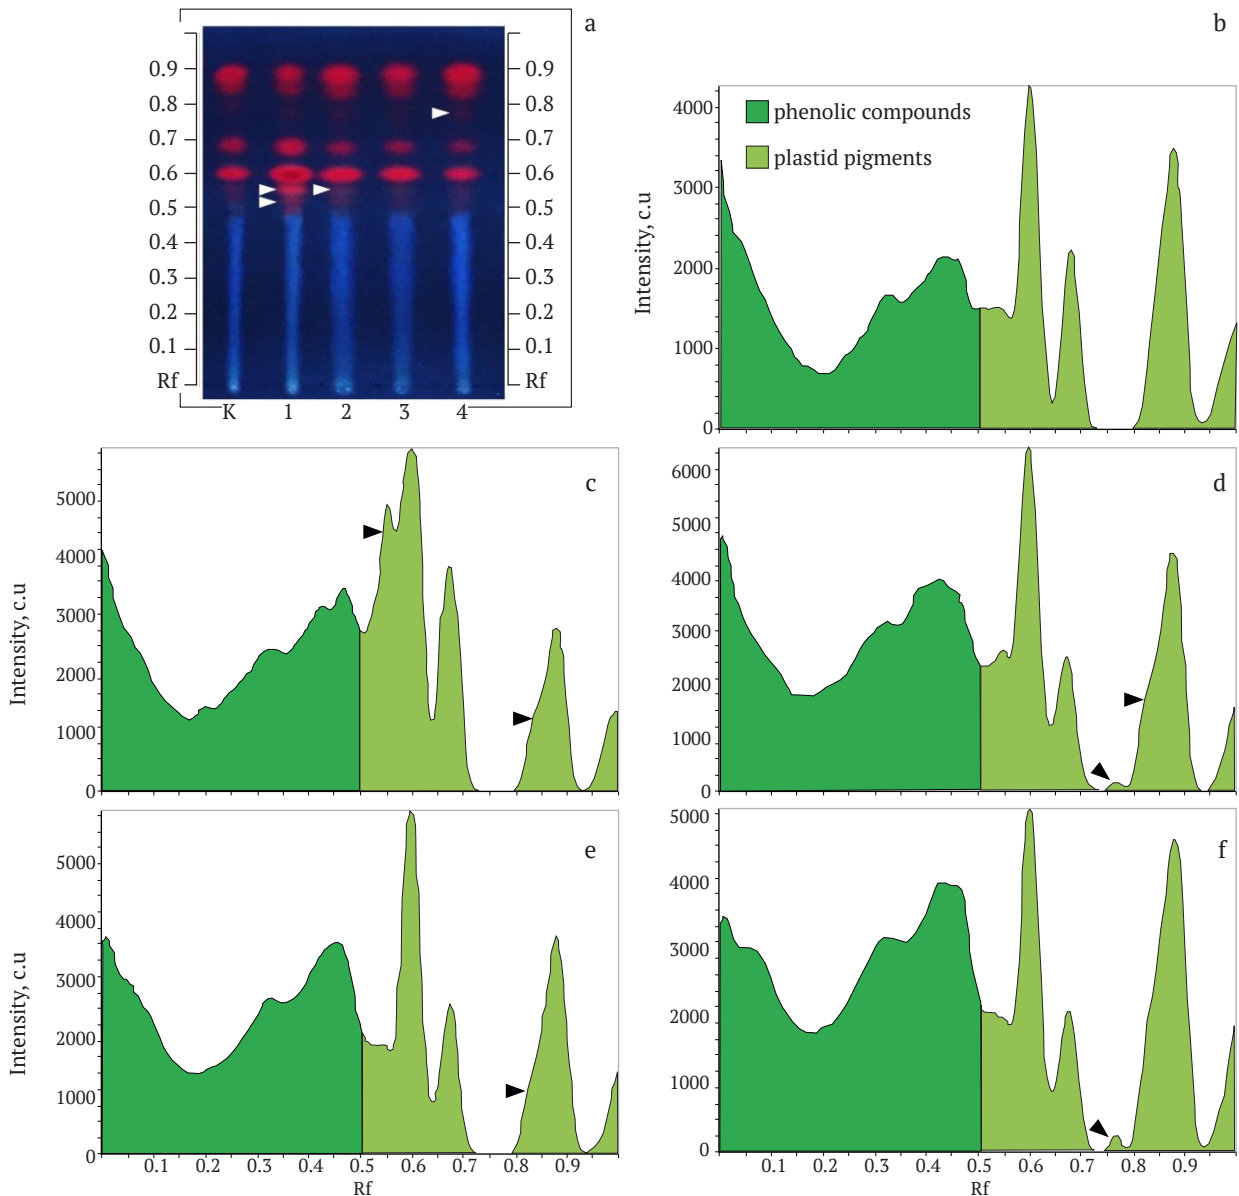 a
0.9 0.9
0.8 0.8
0.7 0.7
0.6 0.6
0.5 0.5
0.4 0.4
0.3 0.3
0.2 0.2
0.1 0.1
Rf Rf
K 1 2 3 4
b
phenolic compounds
plastid pigments
Intensity, c.u
4000
3000
2000
1000
0
c
Intensity, c.u
5000
4000
3000
2000
1000
0
d
6000
5000
4000
3000
2000
1000
0
e
Intensity, c.u
5000
4000
3000
2000
1000
0
0.1 0.2 0.3 0.4 0.5 0.6 0.7 0.8 0.9
Rf
f
5000
4000
3000
2000
1000
0
0.1 0.2 0.3 0.4 0.5 0.6 0.7 0.8 0.9
Rf